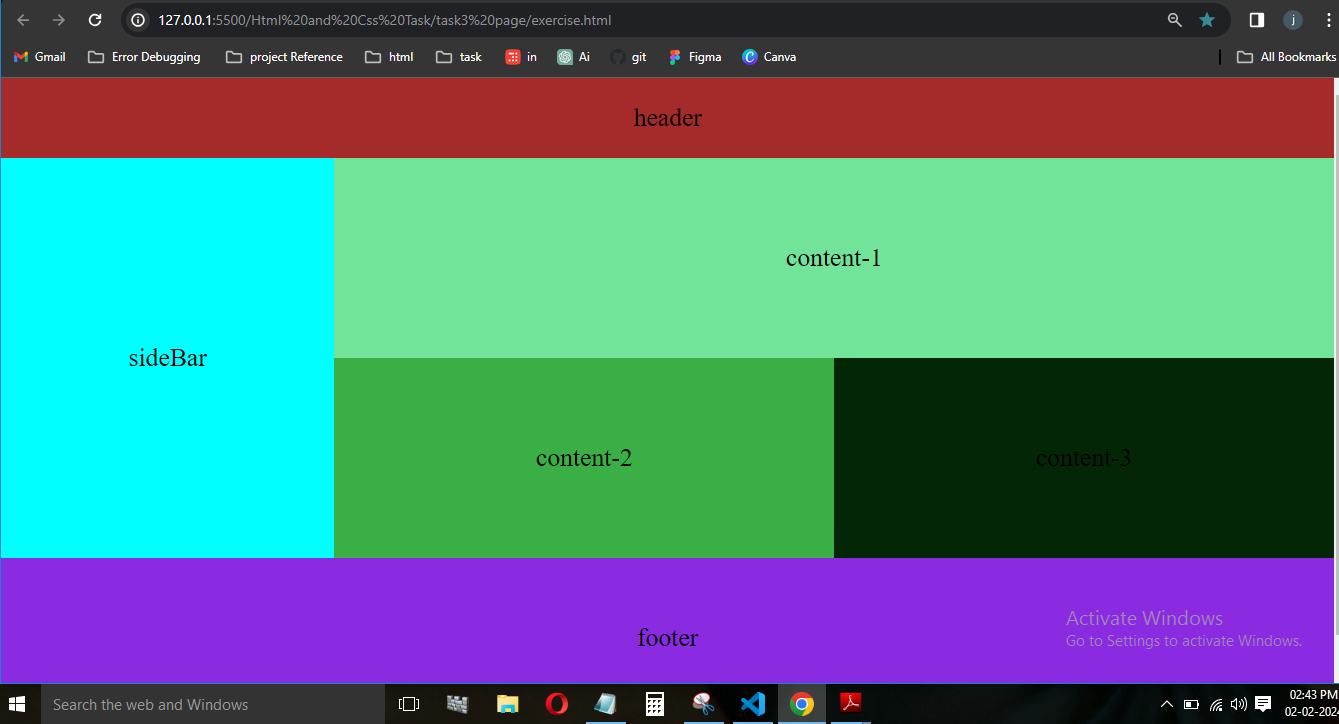 127.0.0.1:5500/Html%20and%20Css%20Task/task3%20page/exercise.html
j
Gmail Error Debugging project Reference html task in Ai git Figma Canva All Bookmarks
header
content-1
sideBar
content-2 content-3
Activate Windows
footer
Go to Settings to activate Windows.
Search the web and Windows
02:43 PM
02-02-2024